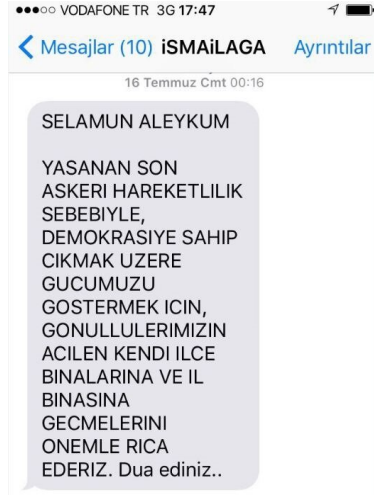 VODAFONE TR 3G 17:47
Mesajlar (10) iSMAiLAGA Ayrıntılar
16 Temmuz Cmt 00:16
SELAMUN ALEYKUM
YASANAN SON
ASKERI HAREKETLILIK
SEBEBIYLE,
DEMOKRASIYE SAHIP
CIKMAK UZERE
GUCUMUZU
GOSTERMEK ICIN,
GONULLULERIMIZIN
ACILEN KENDI ILCE
BINALARINA VE IL
BINASINA
GECMELERINI
ONEMLE RICA
EDERIZ. Dua ediniz..